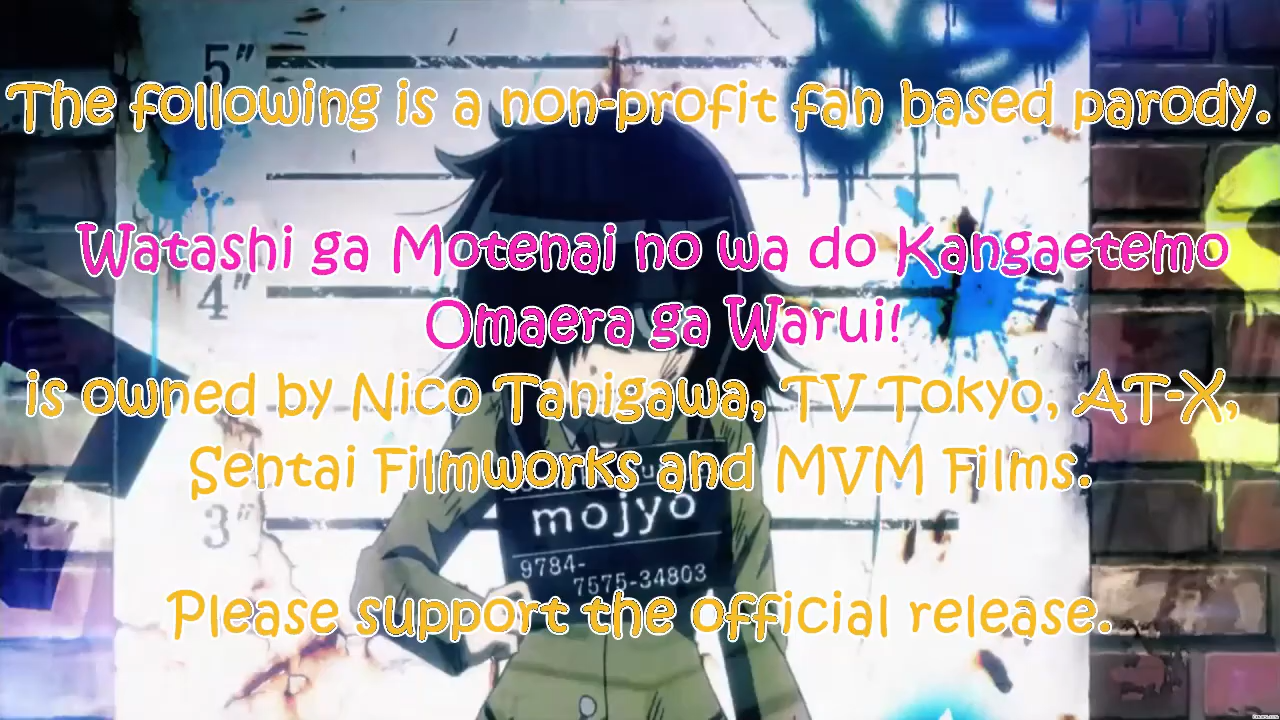 5"
The following is a non-profit fan based parody.
Watashi ga Motenai no wa do Kangaetemo
4"
Omaera ga Warui!
is owned by Nico Tanigawa, TV Tokyo, AT-X,
Sentai Filmworks and MVM Films.
mojyo
3"
9784-
7575-34803
Please support the official release.